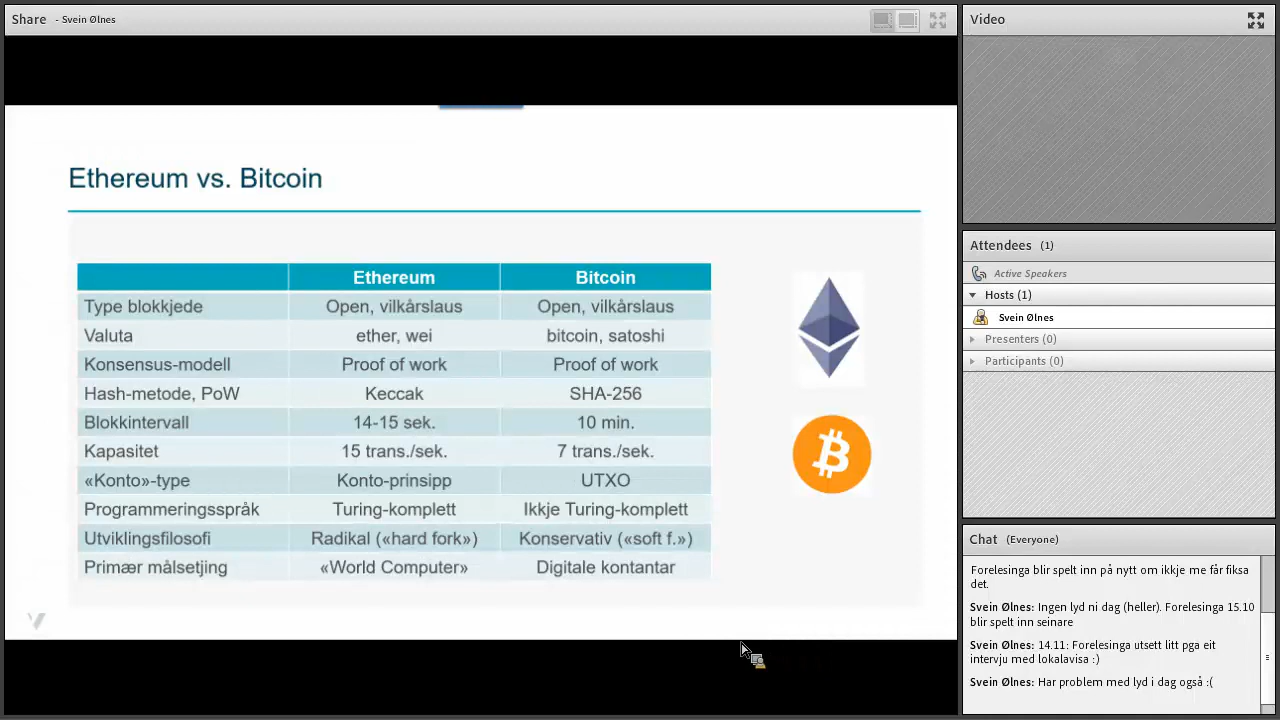 Share - Svein Ølnes
Ethereum vs. Bitcoin
Ethereum Bitcoin
Type blokkjede Open, vilkårslaus Open, vilkårslaus
Valuta ether, wei bitcoin, satoshi
Konsensus-modell Proof of work Proof of work
Hash-metode, PoW Keccak SHA-256
Blokkintervall 14-15 sek. 10 min.
Kapasitet 15 trans./sek. 7 trans./sek.
«Konto»-type Konto-prinsipp UTXO
Programmeringsspråk Turing-komplett Ikkje Turing-komplett
Utviklingsfilosofi Radikal («hard fork») Konservativ («soft f.»)
Primær målsetjing «World Computer» Digitale kontantar
Video
Attendees (1)
Active Speakers
Hosts (1)
Svein Ølnes
Presenters (0)
Participants (0)
Chat (Everyone)
Forelesinga blir spelt inn på nytt om ikkje me får fiksa
det.
Svein Ølnes: Ingen lyd ni dag (heller). Forelesinga 15.10
blir spelt inn seinare
Svein Ølnes: 14.11: Forelesinga utsett litt pga eit
intervju med lokalavisa :)
Svein Ølnes: Har problem med lyd i dag også :(